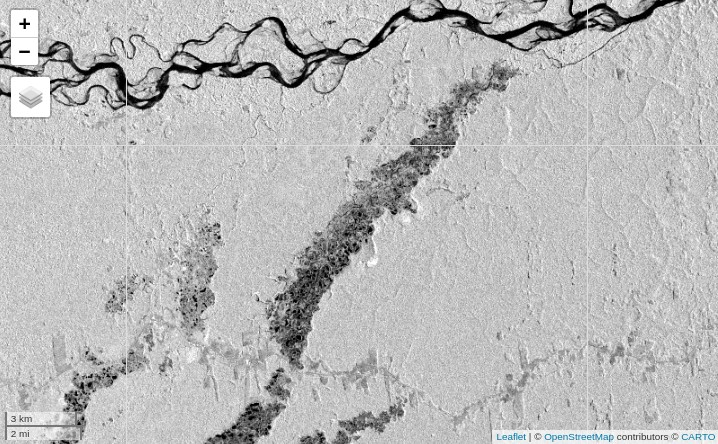 +
−
3 km
2 mi
Leaflet | © OpenStreetMap contributors © CARTO